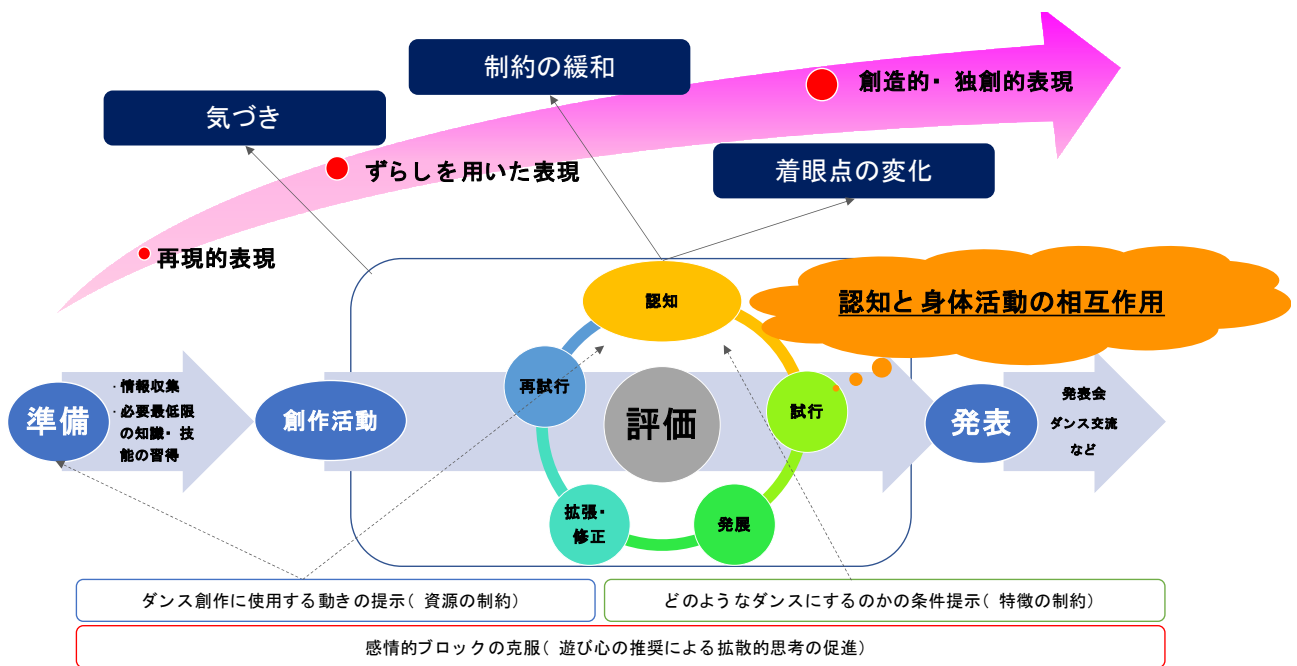 制約の緩和
創造的・独創的表現
気づき
ずらしを用いた表現
着眼点の変化
再現的表現
認知
認知と身体活動の相互作用
再試行
準備
・情報収集
・必要最低限
の知識・技
能の習得
創作活動
評価
試行
発表
発表会
ダンス交流
など
拡張・
修正
発展
ダンス創作に使用する動きの提示(資源の制約)
どのようなダンスにするのかの条件提示(特徴の制約)
感情的ブロックの克服(遊び心の推奨による拡散的思考の促進)